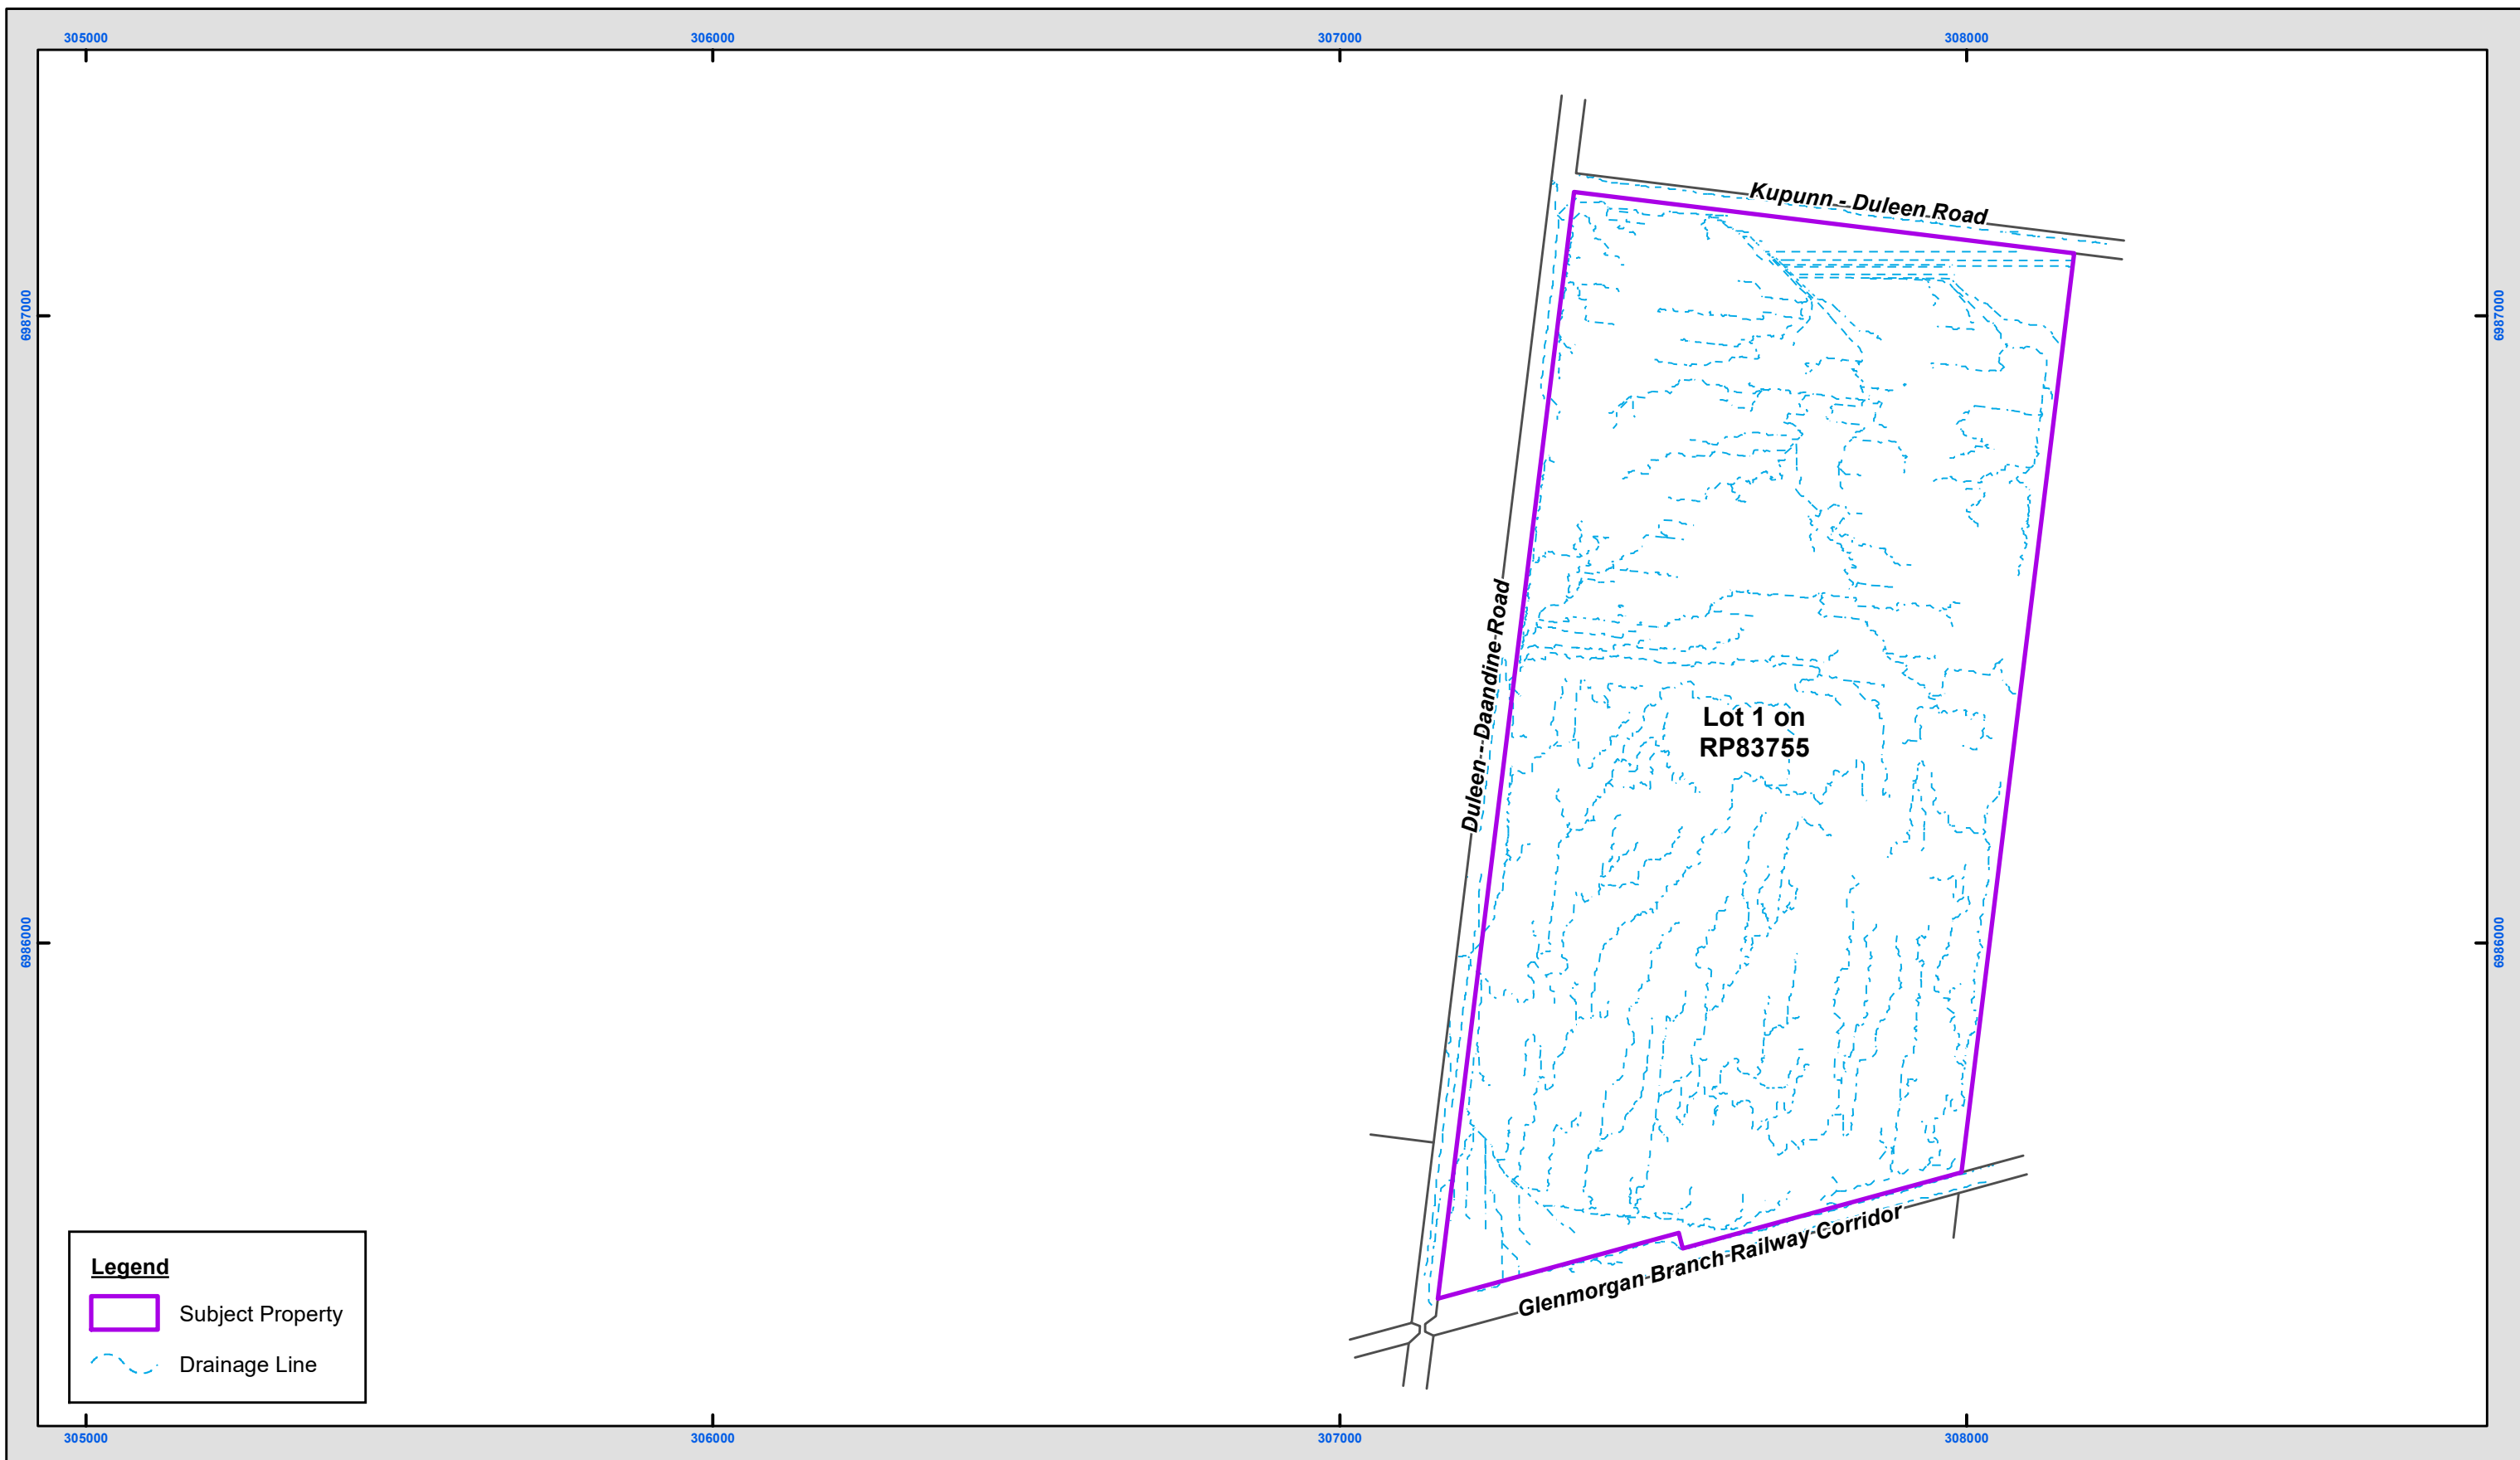 305000
306000
307000
308000
Kupunn - Duleen Road
6987000
6987000
Duleen - Daandine Road
Lot 1 on
RP83755
6986000
6986000
Glenmorgan Branch Railway Corridor
Legend
Subject Property
Drainage Line
305000
306000
307000
308000